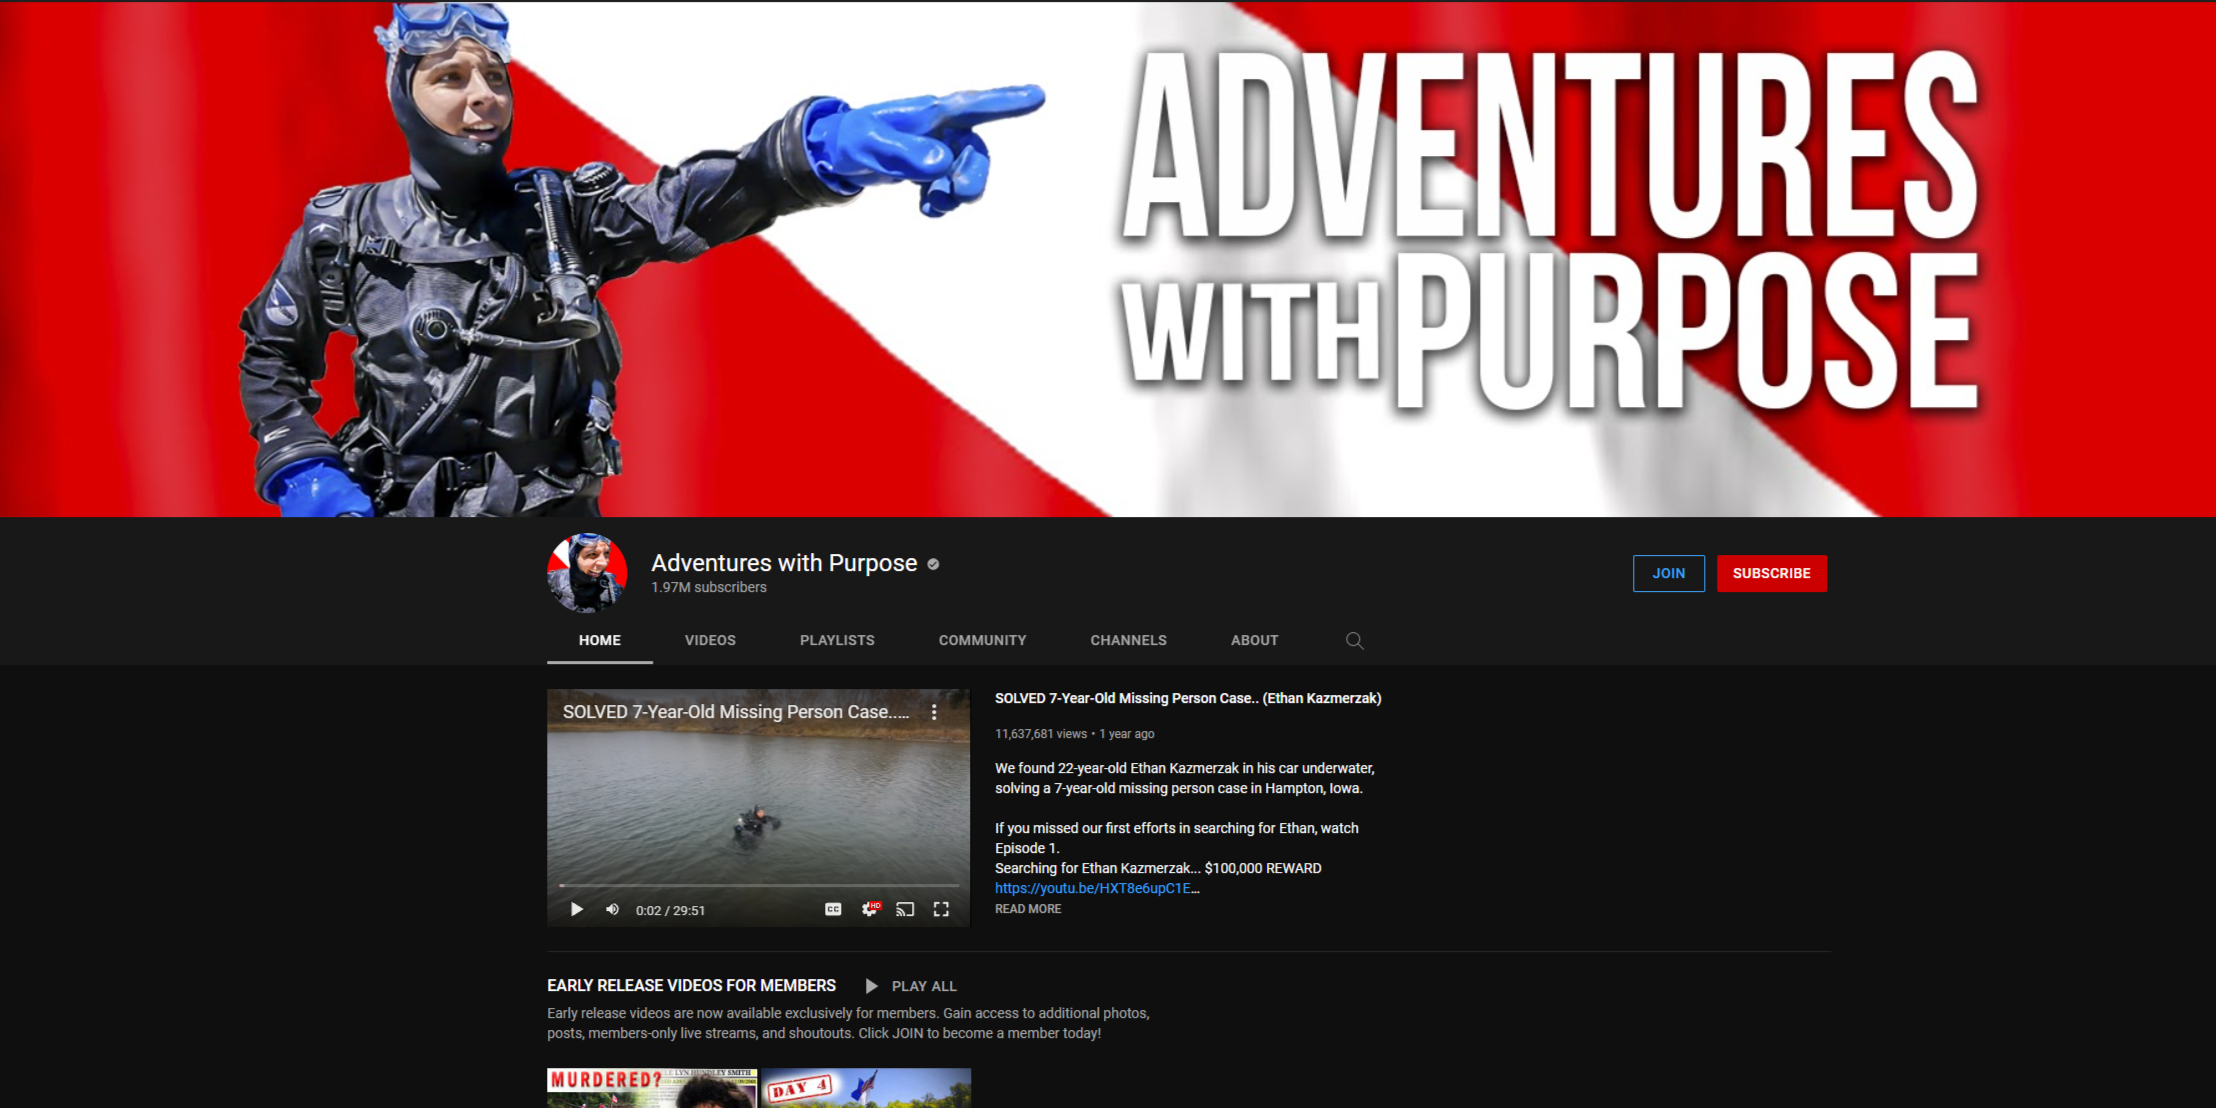 ADVENTURES
WITH PURPOSE
Adventures with Purpose
1.97M subscribers
JOIN
SUBSCRIBE
HOME
VIDEOS
PLAYLISTS
COMMUNITY
CHANNELS
ABOUT
SOLVED 7-Year-Old Missing Person Case.....
0:02 / 29:51
CC
HD
SOLVED 7-Year-Old Missing Person Case.. (Ethan Kazmerzak)
11,637,681 views • 1 year ago
We found 22-year-old Ethan Kazmerzak in his car underwater,
solving a 7-year-old missing person case in Hampton, Iowa.
If you missed our first efforts in searching for Ethan, watch
Episode 1.
Searching for Ethan Kazmerzak... $100,000 REWARD
https://youtu.be/HXT8e6upC1E...
READ MORE
EARLY RELEASE VIDEOS FOR MEMBERS
PLAY ALL
Early release videos are now available exclusively for members. Gain access to additional photos,
posts, members-only live streams, and shoutouts. Click JOIN to become a member today!
MURDERED?
LYN HUNDLEY SMITH
DAY 4